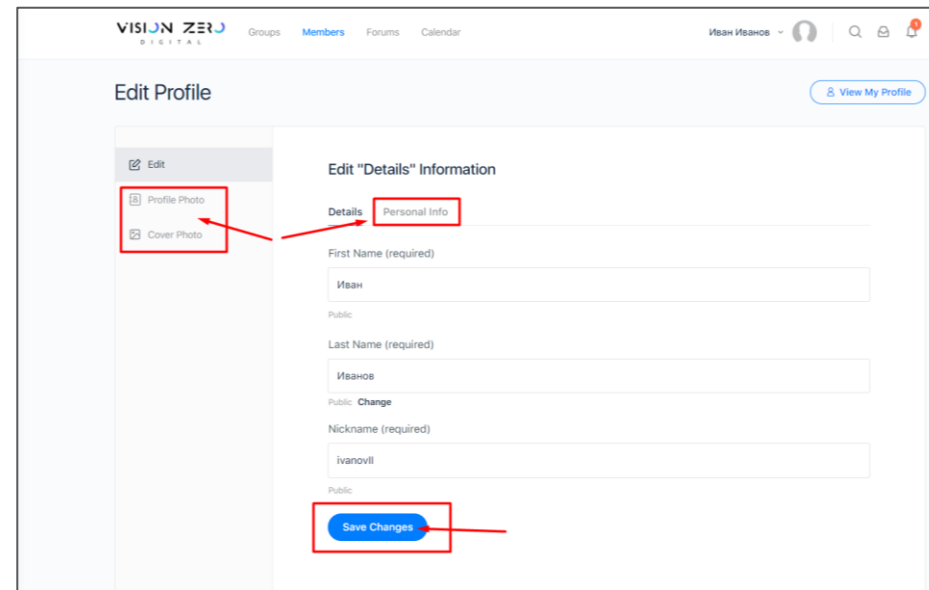 VISION ZERO
DIGITAL
Groups Members Forums Calendar Иван Иванов 1
Edit Profile
View My Profile
Edit
Profile Photo
Cover Photo
Edit "Details" Information
Details Personal Info
First Name (required)
Иван
Public
Last Name (required)
Иванов
Public Change
Nickname (required)
ivanovII
Public
Save Changes